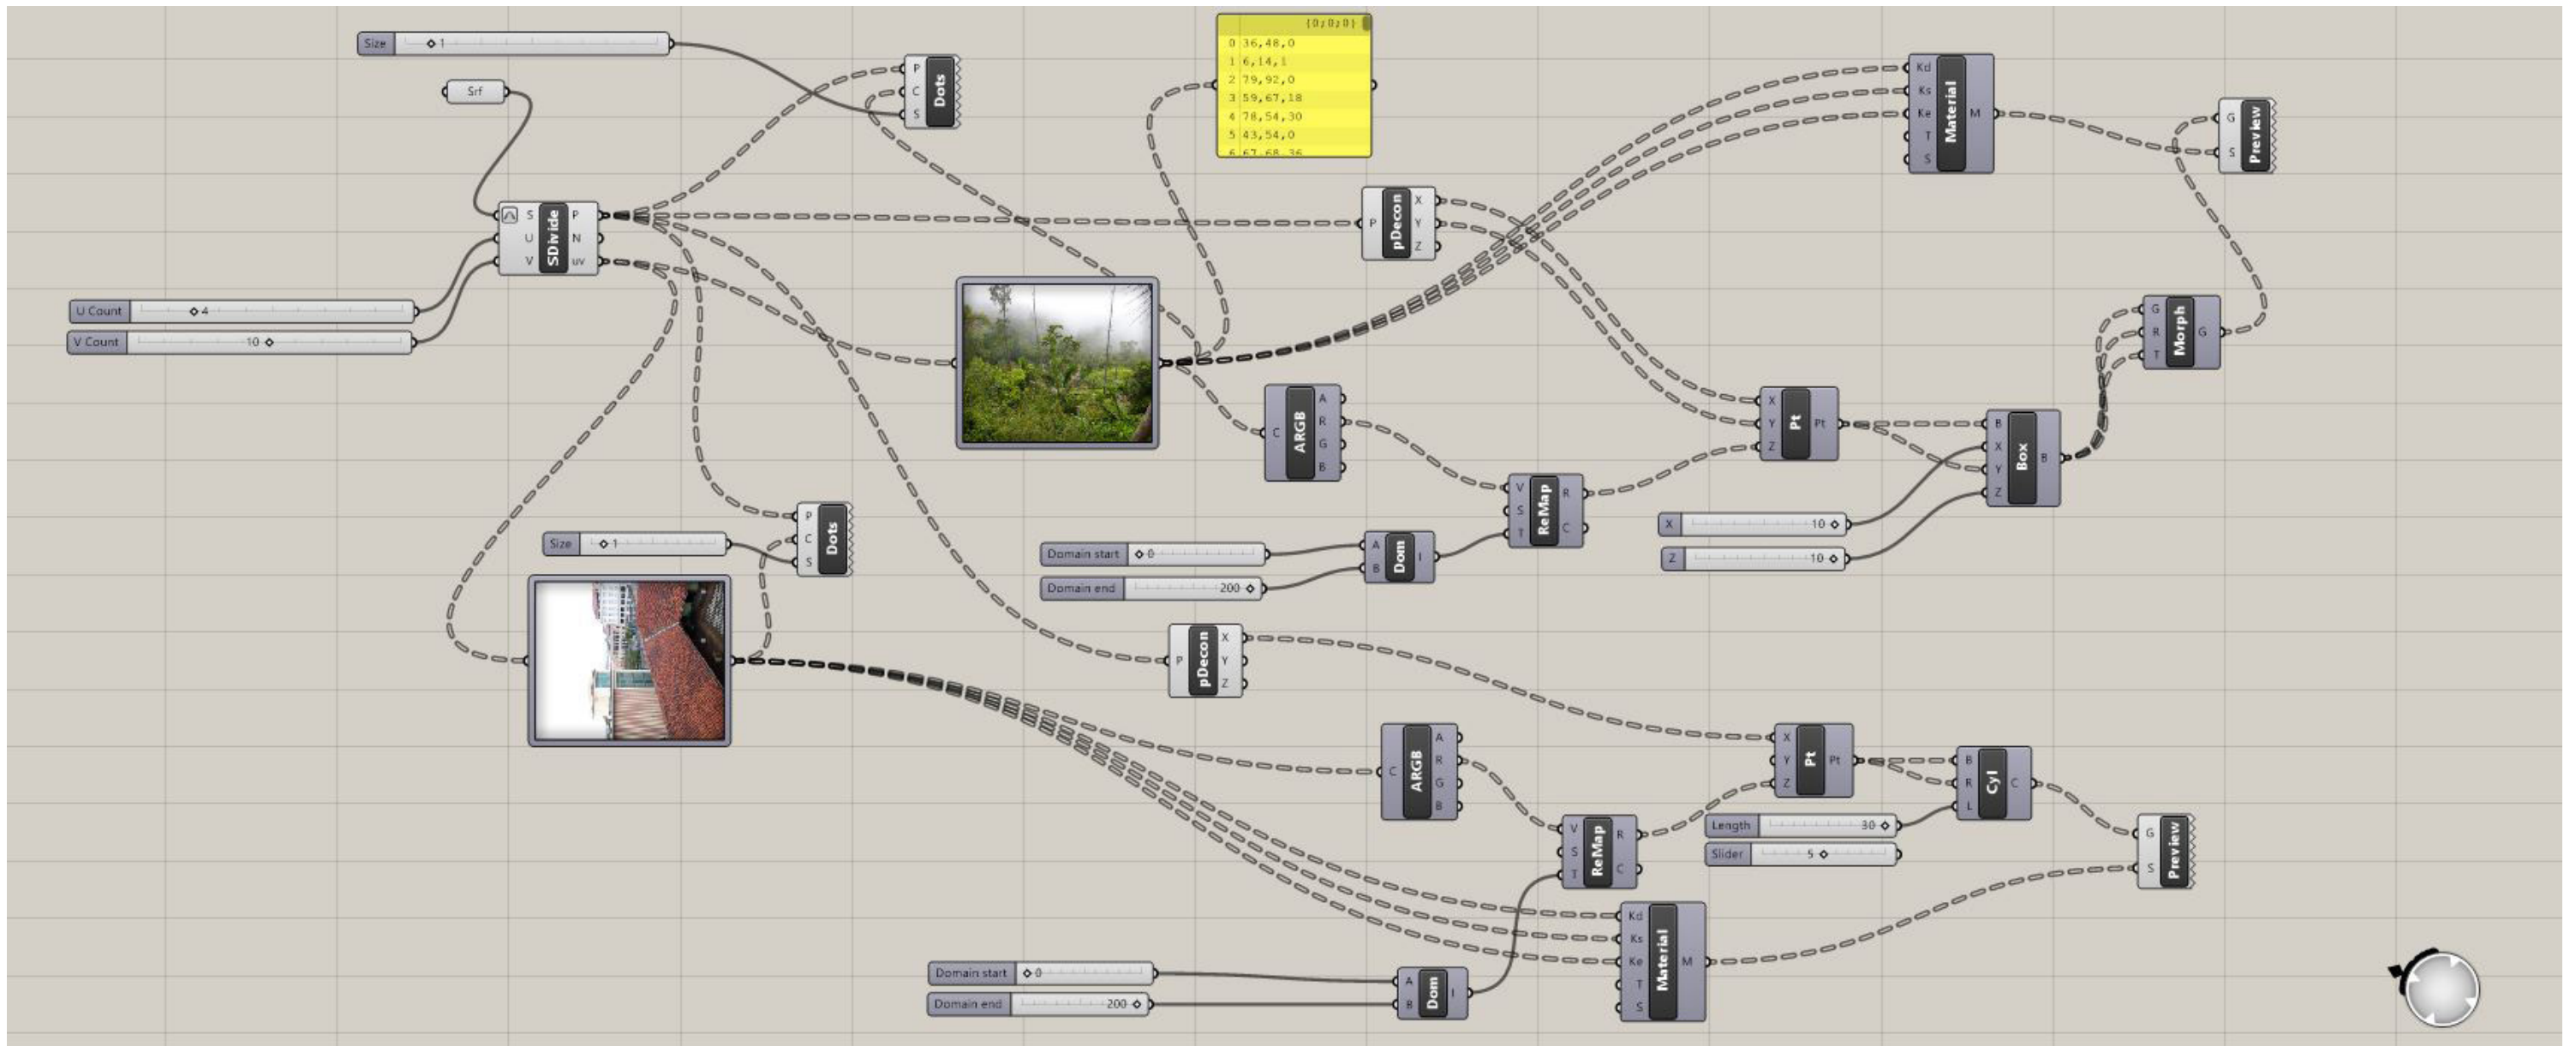 Size 1
Srf
S U V SDivide P N uv
U Count 4
V Count 10
P C S Dots
{0;0;0}
0 36,48,0
1 6,14,1
2 79,92,0
3 59,67,18
4 78,54,30
5 43,54,0
6 67,68,36
P pDecon X Y Z
Kd Ks Ke T S Material M
G S Preview
G R T Morph G
C ARGB A R G B
V S T ReMap R C
Domain start 0
Domain end 200
A B Dom I
X Y Z Pt Pt
B X Y Z Box B
X 10
Z 10
Size 1
P C S Dots
P pDecon X Y Z
C ARGB A R G B
V S T ReMap R C
X Y Z Pt Pt
B R L Cyl C
Length 30
Slider 5
G S Preview
Kd Ks Ke T S Material M
Domain start 0
Domain end 200
A B Dom I